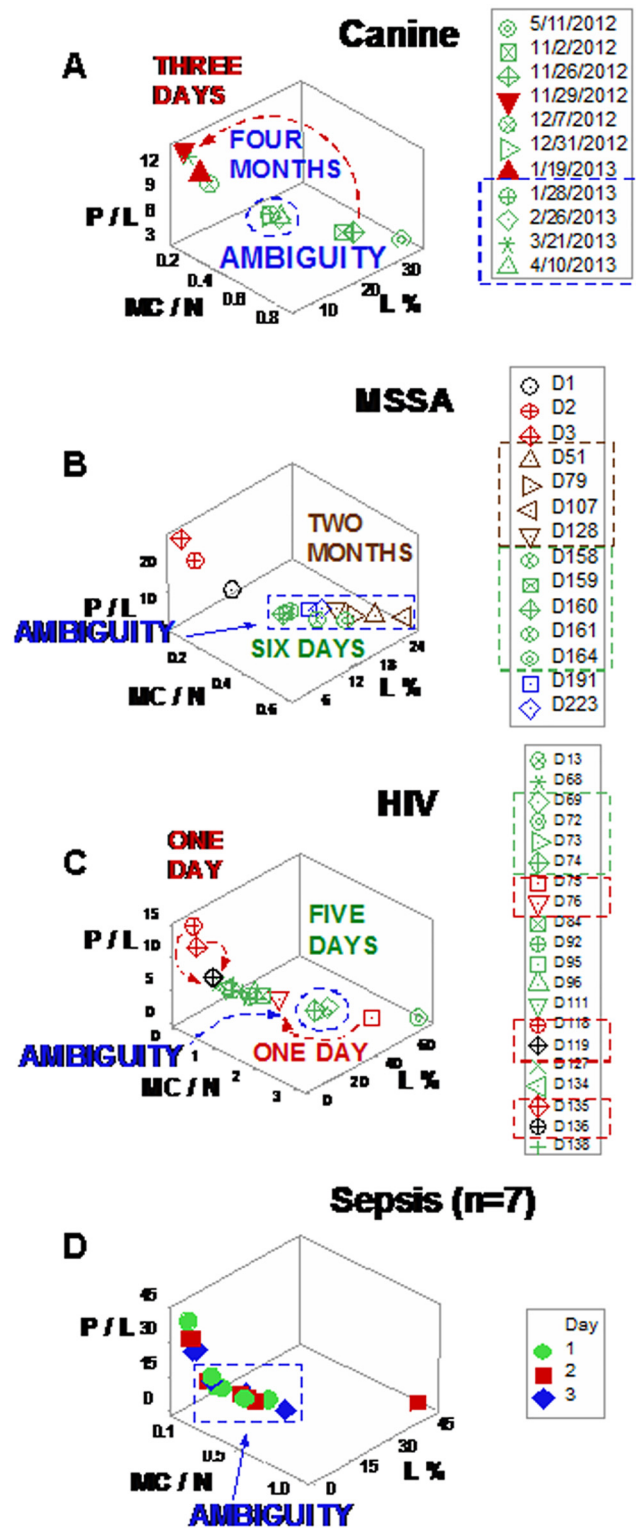 Canine
A
THREE
DAYS
FOUR
MONTHS
AMBIGUITY
12
9
6
3
P / L
0.2
0.4
0.6
0.8
MC / N
10
20
30
L %
5/11/2012
11/2/2012
11/26/2012
11/29/2012
12/7/2012
12/31/2012
1/19/2013
1/28/2013
2/26/2013
3/21/2013
4/10/2013
MSSA
B
TWO
MONTHS
20
10
P / L
AMBIGUITY
SIX DAYS
0.2
0.4
0.6
MC / N
6
12
18
24
L %
D1
D2
D3
D51
D79
D107
D128
D158
D159
D160
D161
D164
D191
D223
HIV
C
ONE
DAY
FIVE
DAYS
15
10
5
0
P / L
AMBIGUITY
ONE DAY
0
1
2
3
MC / N
0
20
40
60
L %
D13
D68
D69
D72
D73
D74
D75
D76
D84
D92
D95
D96
D111
D118
D119
D127
D134
D135
D136
D138
Sepsis (n=7)
D
45
30
15
0
P / L
0.1
0.5
1.0
MC / N
0
15
30
45
L %
AMBIGUITY
Day
1
2
3